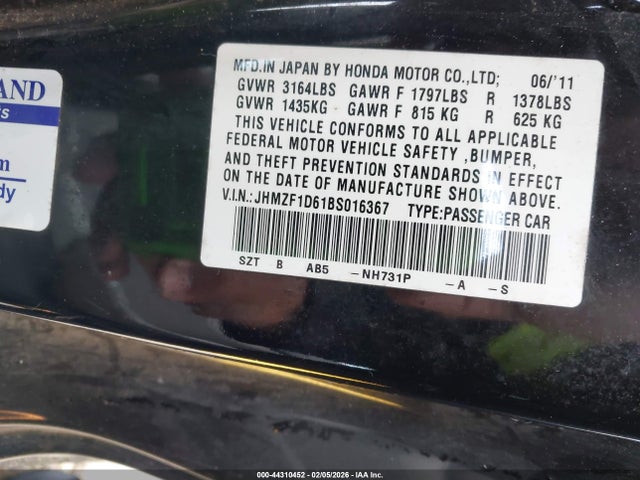 AND
ts
m
dy
MFD.IN JAPAN BY HONDA MOTOR CO.,LTD; 06/'11
GVWR 3164LBS GAWR F 1797LBS R 1378LBS
GVWR 1435KG GAWR F 815 KG R 625 KG
THIS VEHICLE CONFORMS TO ALL APPLICABLE
FEDERAL MOTOR VEHICLE SAFETY ,BUMPER,
AND THEFT PREVENTION STANDARDS IN EFFECT
ON THE DATE OF MANUFACTURE SHOWN ABOVE.
V.I.N.: JHMZF1D61BS016367 TYPE:PASSENGER CAR
SZT B AB5 -NH731P -A -S
000-44310452 - 02/05/2026 - IAA Inc.